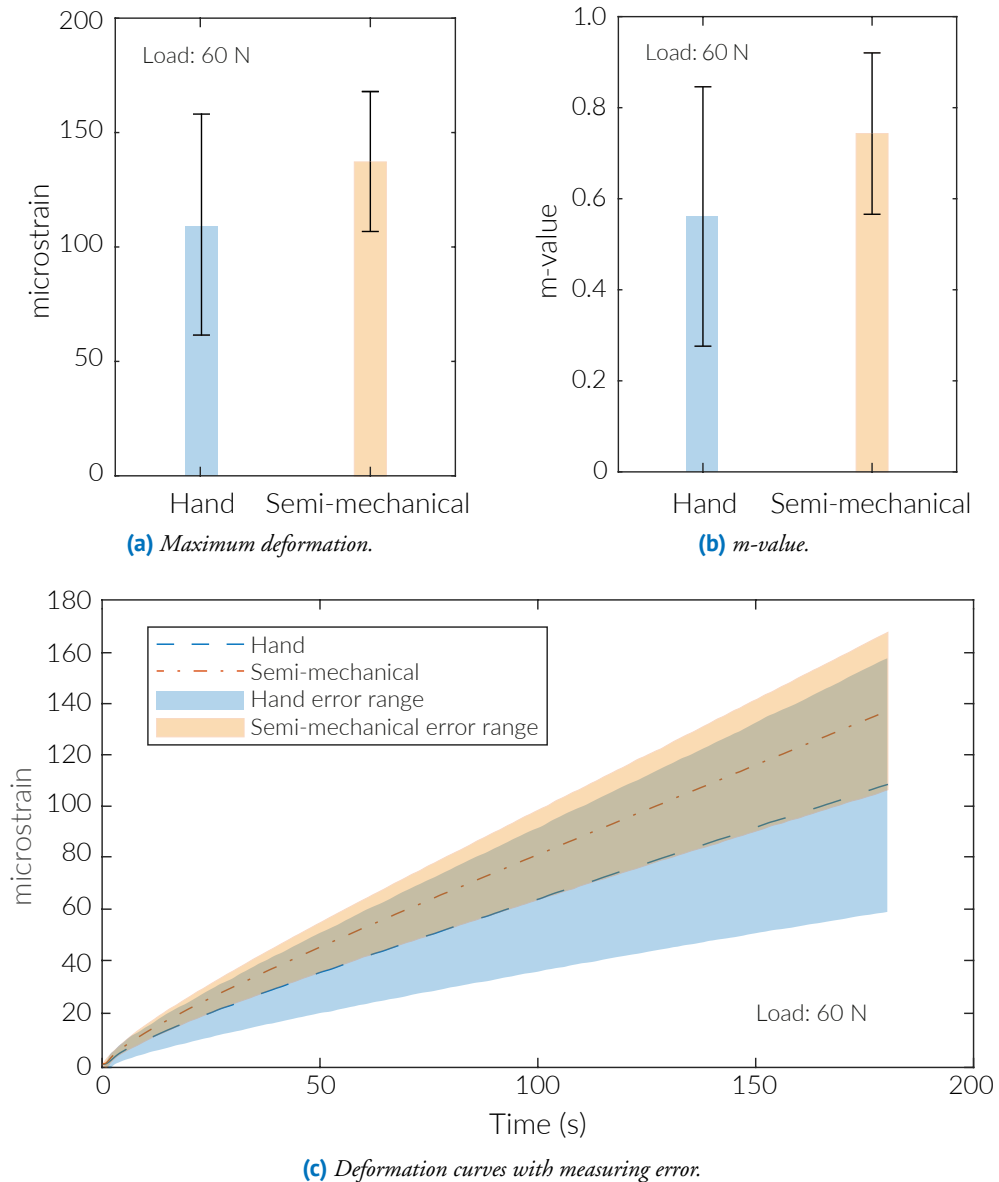 200
150
100
50
0
microstrain
Load: 60 N
Hand Semi-mechanical
(a) Maximum deformation.
1.0
0.8
0.6
0.4
0.2
0
m-value
Load: 60 N
Hand Semi-mechanical
(b) m-value.
180
160
140
120
100
80
60
40
20
0
microstrain
Hand
Semi-mechanical
Hand error range
Semi-mechanical error range
Load: 60 N
0 50 100 150 200
Time (s)
(c) Deformation curves with measuring error.